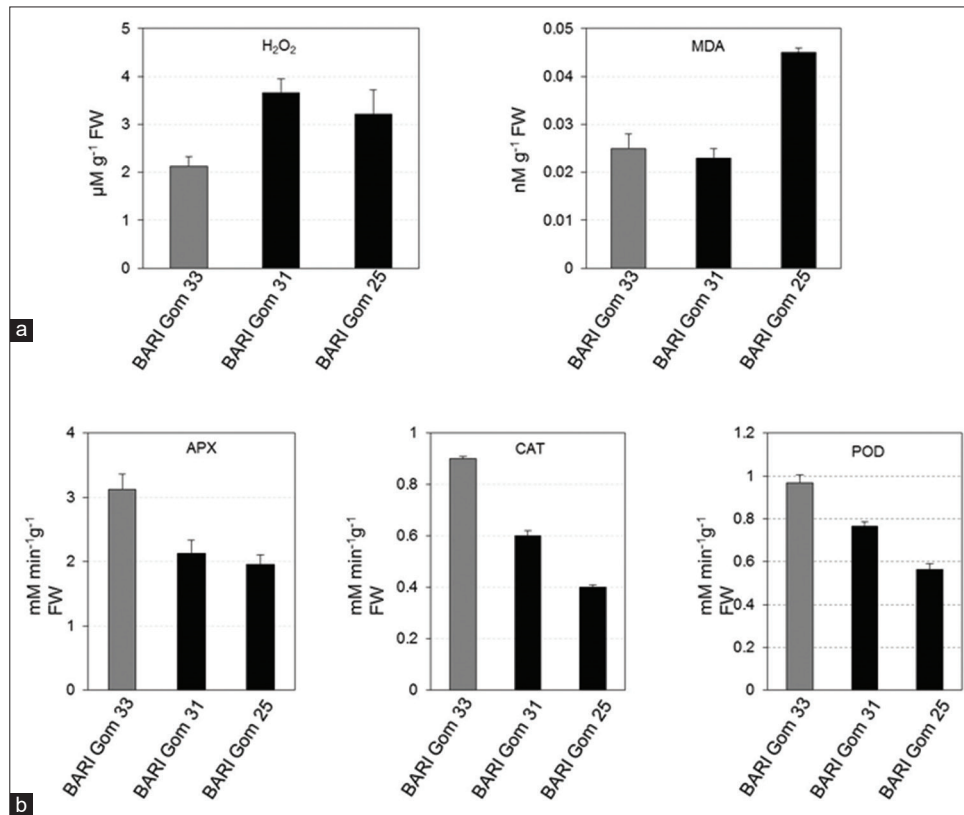 H₂O₂
5
4
3
2
1
0
µM g⁻¹ FW
BARI Gom 33
BARI Gom 31
BARI Gom 25
MDA
0.05
0.04
0.03
0.02
0.01
0
nM g⁻¹ FW
BARI Gom 33
BARI Gom 31
BARI Gom 25
a
APX
4
3
2
1
0
mM min⁻¹g⁻¹
FW
BARI Gom 33
BARI Gom 31
BARI Gom 25
CAT
1
0.8
0.6
0.4
0.2
0
mM min⁻¹g⁻¹
FW
BARI Gom 33
BARI Gom 31
BARI Gom 25
POD
1.2
1
0.8
0.6
0.4
0.2
0
mM min⁻¹g⁻¹
FW
BARI Gom 33
BARI Gom 31
BARI Gom 25
b